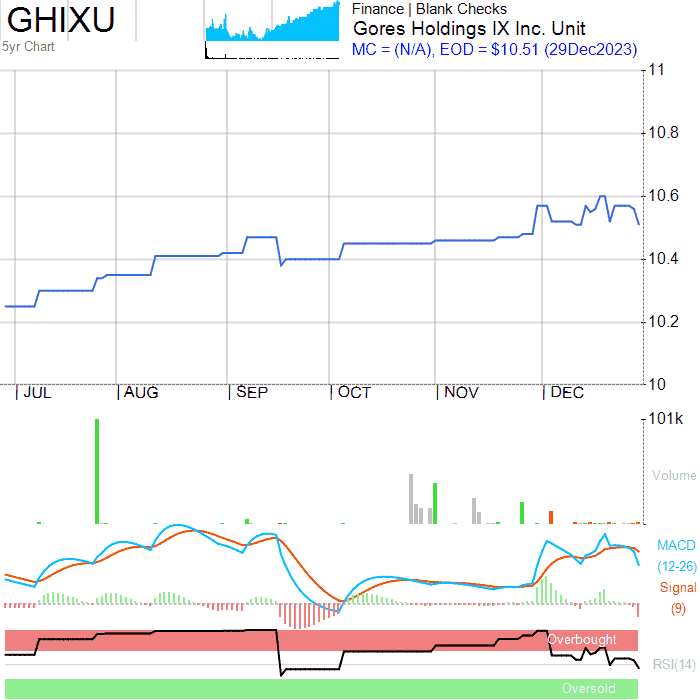 GHIXU
5yr Chart
Finance | Blank Checks
Gores Holdings IX Inc. Unit
MC = (N/A), EOD = $10.51 (29Dec2023)
11
10.8
10.6
10.4
10.2
10
JUL AUG SEP OCT NOV DEC
101k
Volume
MACD
(12-26)
Signal
(9)
Overbought
RSI(14)
Oversold